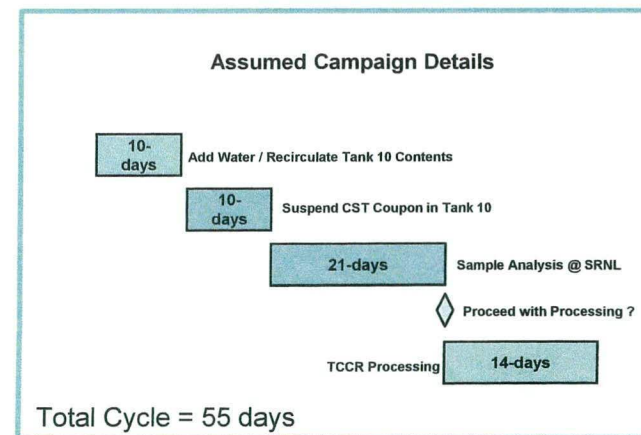 Assumed Campaign Details
10-
days
Add Water / Recirculate Tank 10 Contents
10-
days
Suspend CST Coupon in Tank 10
21-days
Sample Analysis @ SRNL
Proceed with Processing ?
TCCR Processing
14-days
Total Cycle = 55 days